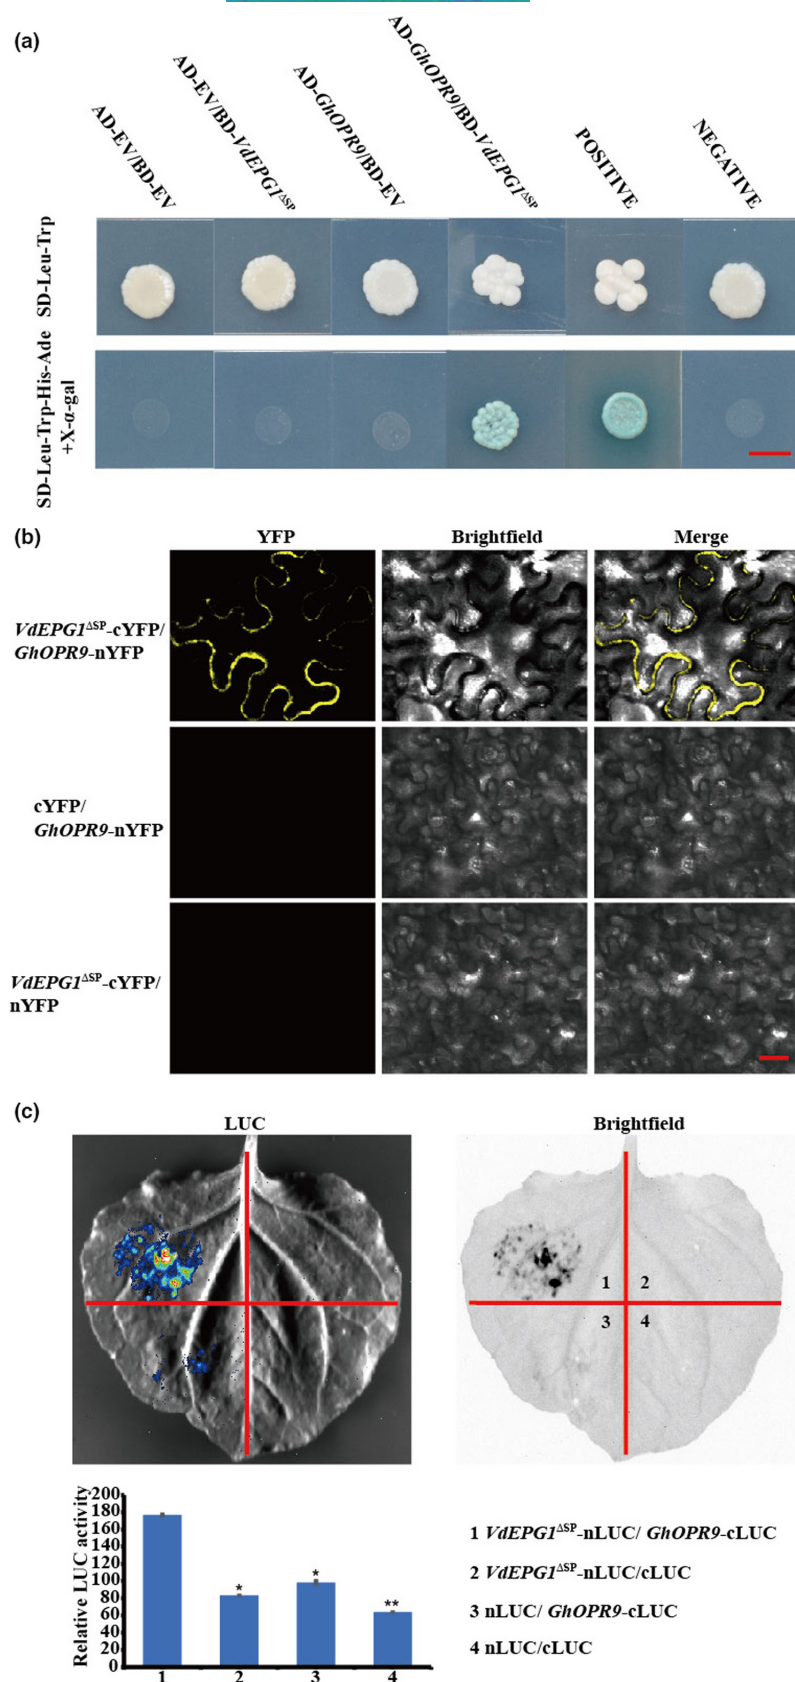 (a)
AD-EV/BD-EV
AD-EV/BD-VdEPG1ΔSP
AD-GhOPR9/BD-EV
AD-GhOPR9/BD-VdEPG1ΔSP
POSITIVE
NEGATIVE
SD-Leu-Trp
SD-Leu-Trp-His-Ade
+X-α-gal
(b)
YFP Brightfield Merge
VdEPG1ΔSP-cYFP/
GhOPR9-nYFP
cYFP/
GhOPR9-nYFP
VdEPG1ΔSP-cYFP/
nYFP
(c)
LUC Brightfield
1 2
3 4
Relative LUC activity
200
180
160
140
120
100
80
60
40
20
0
* * **
1 2 3 4
1 VdEPG1ΔSP-nLUC/ GhOPR9-cLUC
2 VdEPG1ΔSP-nLUC/cLUC
3 nLUC/ GhOPR9-cLUC
4 nLUC/cLUC